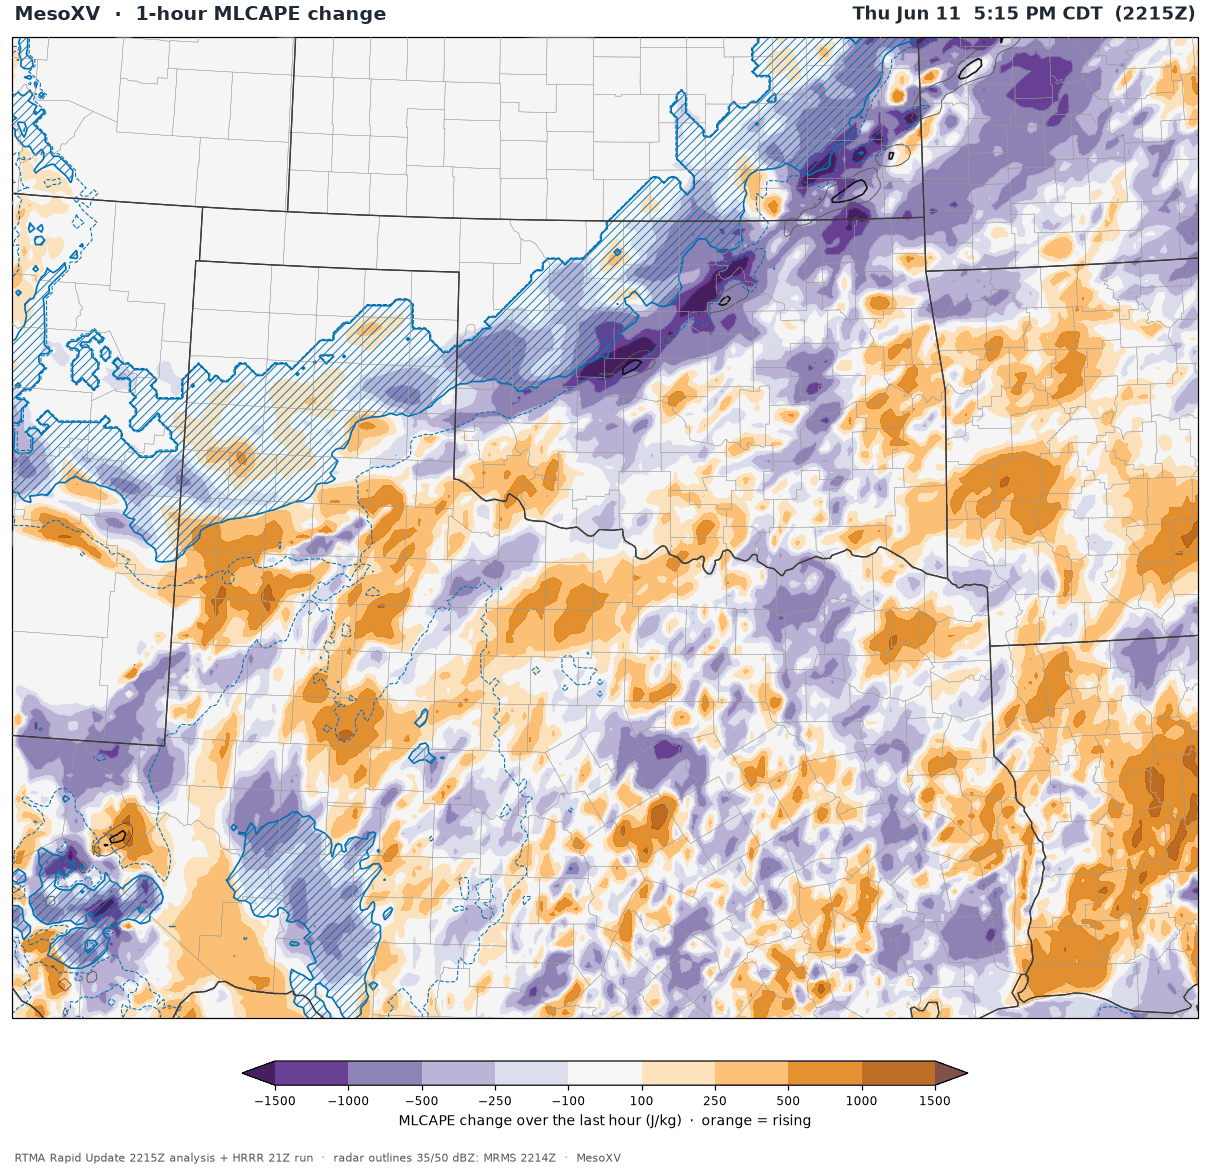 MesoXV · 1-hour MLCAPE change
Thu Jun 11 5:15 PM CDT (2215Z)
−1500 −1000 −500 −250 −100 100 250 500 1000 1500
MLCAPE change over the last hour (J/kg) · orange = rising
RTMA Rapid Update 2215Z analysis + HRRR 21Z run · radar outlines 35/50 dBZ: MRMS 2214Z · MesoXV